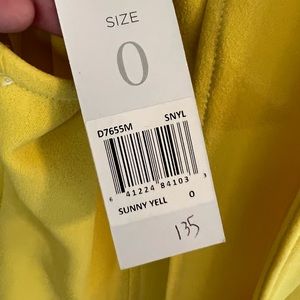 SIZE
0
D7655M SNYL
6 41224 84103 3
SUNNY YELL 0
135